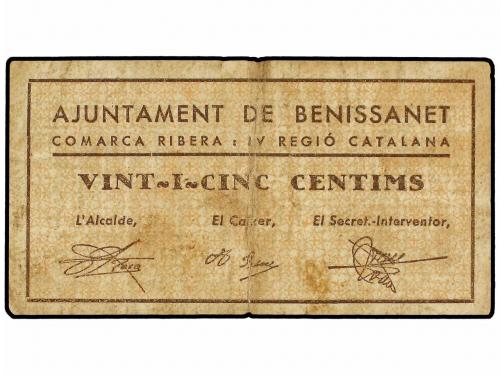 AJUNTAMENT DE BENISSANET
COMARCA RIBERA : IV REGIÓ CATALANA
VINT~I~CINC CENTIMS
L'Alcalde, El Caixer, El Secret.-Interventor,